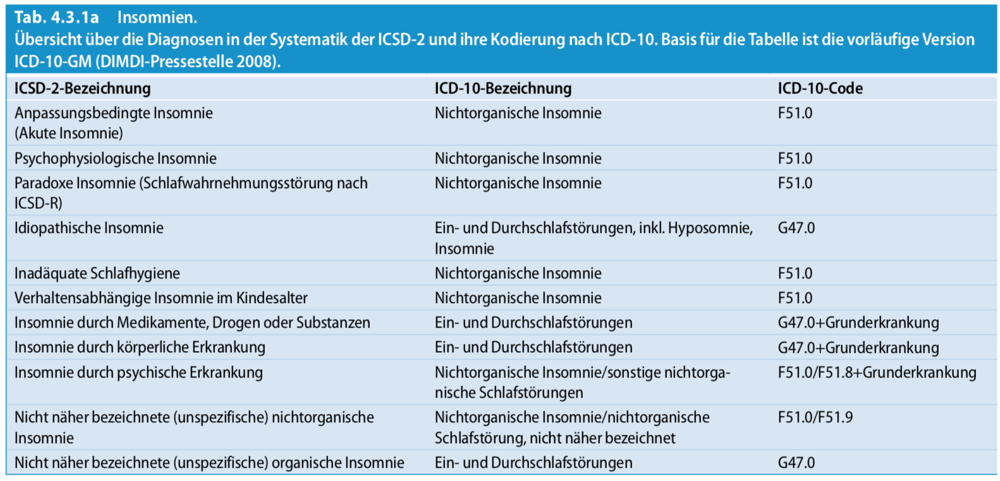 Tab. 4.3.1a Insomnien.
Übersicht über die Diagnosen in der Systematik der ICSD-2 und ihre Kodierung nach ICD-10. Basis für die Tabelle ist die vorläufige Version
ICD-10-GM (DIMDI-Pressestelle 2008).
ICSD-2-Bezeichnung ICD-10-Bezeichnung ICD-10-Code
Anpassungsbedingte Insomnie Nichtorganische Insomnie F51.0
(Akute Insomnie)
Psychophysiologische Insomnie Nichtorganische Insomnie F51.0
Paradoxe Insomnie (Schlafwahrnehmungsstörung nach Nichtorganische Insomnie F51.0
ICSD-R)
Idiopathische Insomnie Ein- und Durchschlafstörungen, inkl. Hyposomnie, G47.0
Insomnie
Inadäquate Schlafhygiene Nichtorganische Insomnie F51.0
Verhaltensabhängige Insomnie im Kindesalter Nichtorganische Insomnie F51.0
Insomnie durch Medikamente, Drogen oder Substanzen Ein- und Durchschlafstörungen G47.0+Grunderkrankung
Insomnie durch körperliche Erkrankung Ein- und Durchschlafstörungen G47.0+Grunderkrankung
Insomnie durch psychische Erkrankung Nichtorganische Insomnie/sonstige nichtorga- F51.0/F51.8+Grunderkrankung
nische Schlafstörungen
Nicht näher bezeichnete (unspezifische) nichtorganische Nichtorganische Insomnie/nichtorganische F51.0/F51.9
Insomnie Schlafstörung, nicht näher bezeichnet
Nicht näher bezeichnete (unspezifische) organische Insomnie Ein- und Durchschlafstörungen G47.0